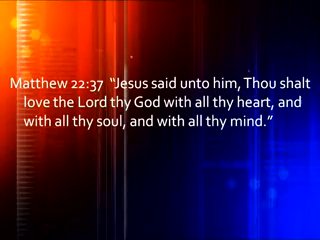 Matthew 22:37 “Jesus said unto him, Thou shalt
love the Lord thy God with all thy heart, and
with all thy soul, and with all thy mind.”